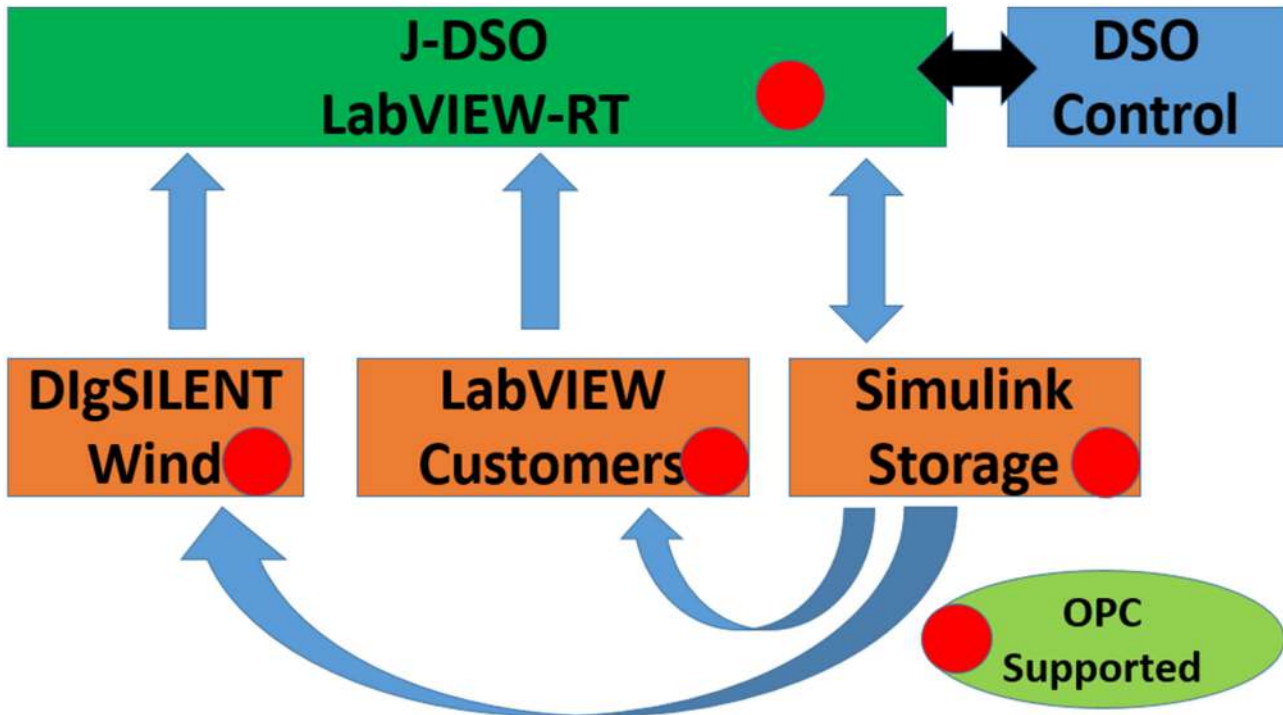 J-DSO
LabVIEW-RT
DSO
Control
DIgSILENT
Wind
LabVIEW
Customers
Simulink
Storage
OPC
Supported